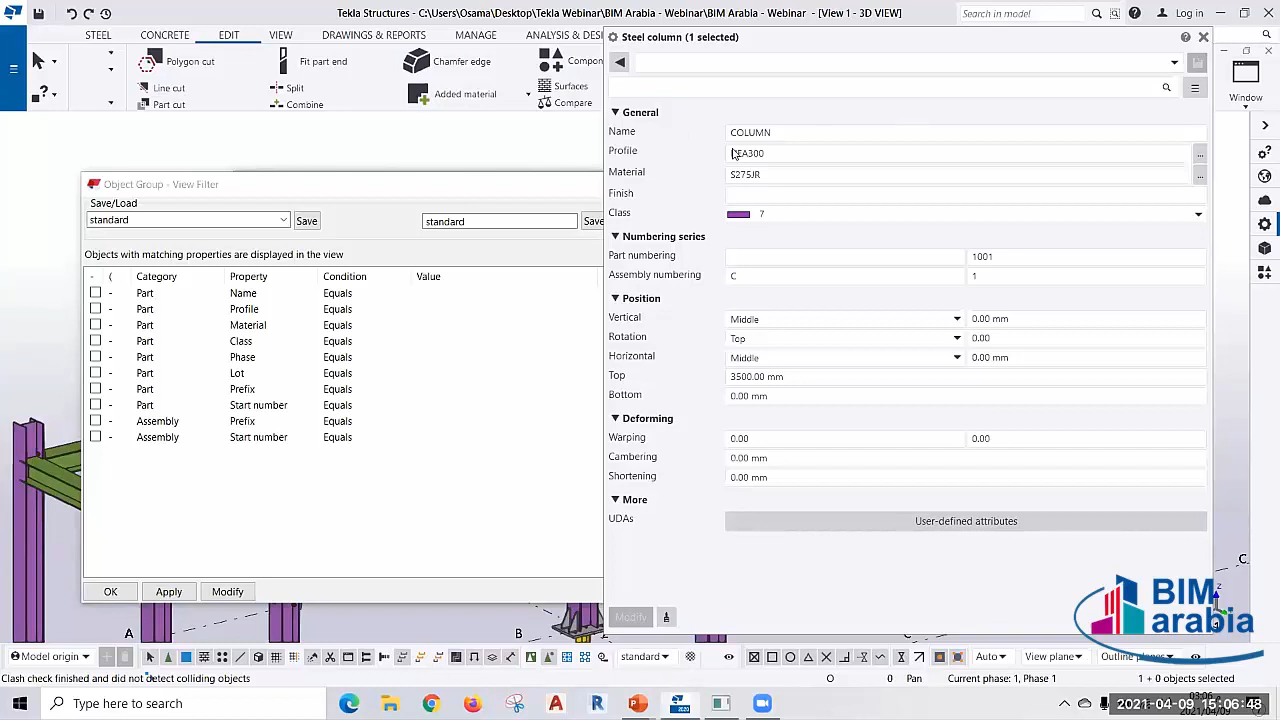 Tekla Structures - C:\Users\Osama\Desktop\Tekla Webinar\BIM Arabia - Webinar
Arabia - Webinar - [View 1 - 3D
Search in model
Log in
STEEL CONCRETE EDIT VIEW DRAWINGS & REPORTS MANAGE ANALYSIS & DES
Steel column (1 selected)
Polygon cut
Fit part end
Chamfer edge
Compon
Line cut
Split
Added material
Surfaces
Part cut
Combine
Compare
Window
Object Group - View Filter
Save/Load
standard
Save
standard
Save
Objects with matching properties are displayed in the view
- ( Category Property Condition Value
- Part Name Equals
- Part Profile Equals
- Part Material Equals
- Part Class Equals
- Part Phase Equals
- Part Lot Equals
- Part Prefix Equals
- Part Start number Equals
- Assembly Prefix Equals
- Assembly Start number Equals
OK
Apply
Modify
General
Name COLUMN
Profile EA300 ...
Material S275JR ...
Finish
Class 7
Numbering series
Part numbering 1001
Assembly numbering C 1
Position
Vertical Middle 0.00 mm
Rotation Top 0.00
Horizontal Middle 0.00 mm
Top 3500.00 mm
Bottom 0.00 mm
Deforming
Warping 0.00 0.00
Cambering 0.00 mm
Shortening 0.00 mm
More
UDAs User-defined attributes
Modify
A
B
C
z
BIM
arabia
Model origin
standard
Auto
View plane
Outline planes
Clash check finished and did not detect colliding objects
O 0 Pan Current phase: 1, Phase 1 1 + 0 objects selected
Type here to search
03:06
2021-04-09 15:06:48